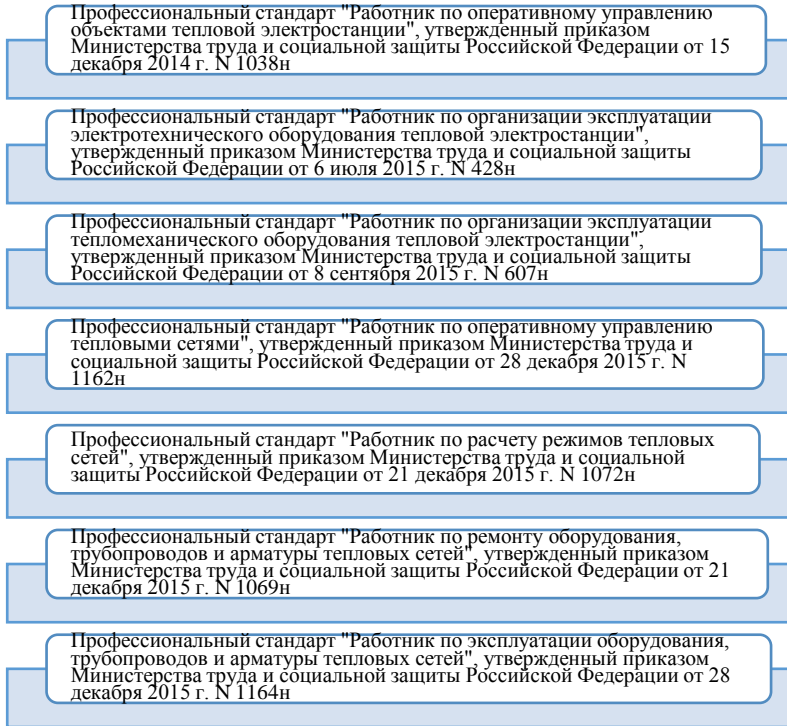 Профессиональный стандарт "Работник по оперативному управлению
объектами тепловой электростанции", утвержденный приказом
Министерства труда и социальной защиты Российской Федерации от 15
декабря 2014 г. N 1038н
Профессиональный стандарт "Работник по организации эксплуатации
электротехнического оборудования тепловой электростанции",
утвержденный приказом Министерства труда и социальной защиты
Российской Федерации от 6 июля 2015 г. N 428н
Профессиональный стандарт "Работник по организации эксплуатации
тепломеханического оборудования тепловой электростанции",
утвержденный приказом Министерства труда и социальной защиты
Российской Федерации от 8 сентября 2015 г. N 607н
Профессиональный стандарт "Работник по оперативному управлению
тепловыми сетями", утвержденный приказом Министерства труда и
социальной защиты Российской Федерации от 28 декабря 2015 г. N
1162н
Профессиональный стандарт "Работник по расчету режимов тепловых
сетей", утвержденный приказом Министерства труда и социальной
защиты Российской Федерации от 21 декабря 2015 г. N 1072н
Профессиональный стандарт "Работник по ремонту оборудования,
трубопроводов и арматуры тепловых сетей", утвержденный приказом
Министерства труда и социальной защиты Российской Федерации от 21
декабря 2015 г. N 1069н
Профессиональный стандарт "Работник по эксплуатации оборудования,
трубопроводов и арматуры тепловых сетей", утвержденный приказом
Министерства труда и социальной защиты Российской Федерации от 28
декабря 2015 г. N 1164н